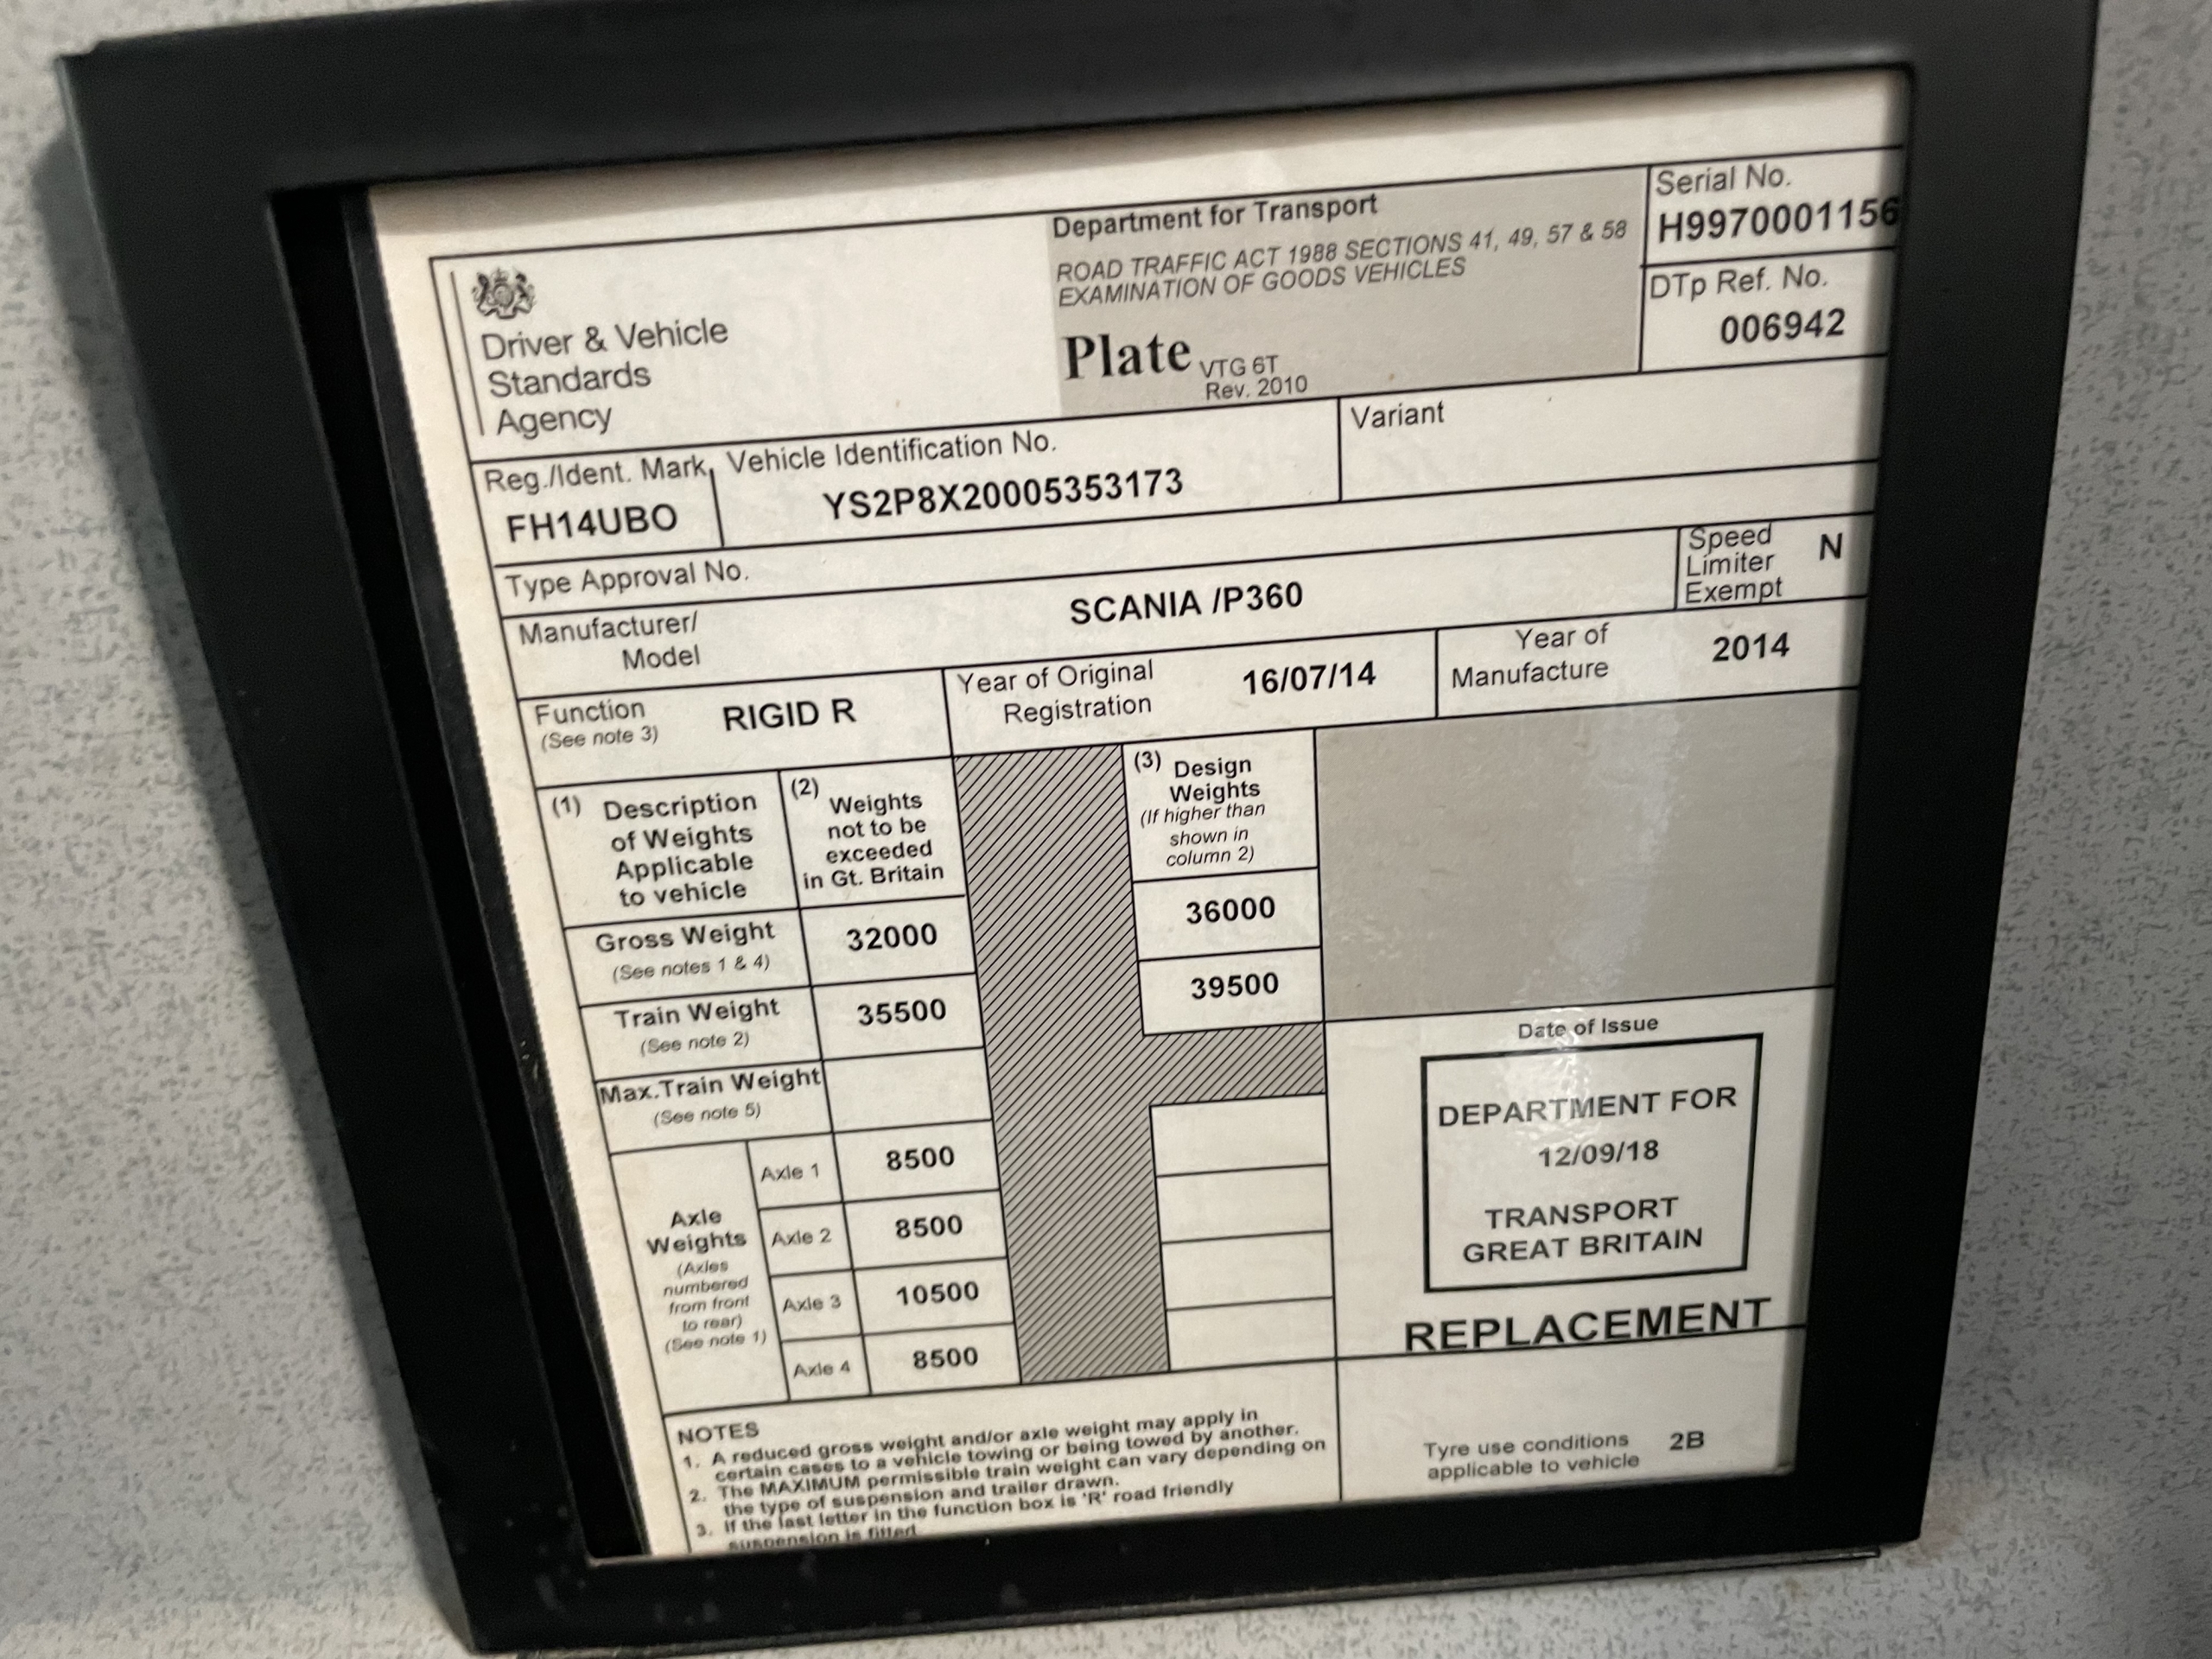 Driver & Vehicle
Standards
Agency
Department for Transport
ROAD TRAFFIC ACT 1988 SECTIONS 41, 49, 57 & 58
EXAMINATION OF GOODS VEHICLES
Plate VTG 6T
Rev. 2010
Serial No.
H9970001156
DTp Ref. No.
006942
Reg./Ident. Mark
FH14UBO
Vehicle Identification No.
YS2P8X20005353173
Variant
Type Approval No.
Manufacturer/
Model
SCANIA /P360
Speed
Limiter
Exempt
N
Function
(See note 3)
RIGID R
Year of Original
Registration
16/07/14
Year of
Manufacture
2014
(1) Description
of Weights
Applicable
to vehicle
(2) Weights
not to be
exceeded
in Gt. Britain
(3) Design
Weights
(If higher than
shown in
column 2)
Gross Weight
(See notes 1 & 4)
32000
36000
Train Weight
(See note 2)
35500
39500
Max.Train Weight
(See note 5)
Axle
Weights
(Axles
numbered
from front
to rear)
(See note 1)
Axle 1
8500
Axle 2
8500
Axle 3
10500
Axle 4
8500
Date of Issue
DEPARTMENT FOR
12/09/18
TRANSPORT
GREAT BRITAIN
REPLACEMENT
NOTES
1. A reduced gross weight and/or axle weight may apply in
certain cases to a vehicle towing or being towed by another.
2. The MAXIMUM permissible train weight can vary depending on
the type of suspension and trailer drawn.
3. If the last letter in the function box is 'R' road friendly
suspension is fitted
Tyre use conditions
applicable to vehicle
2B